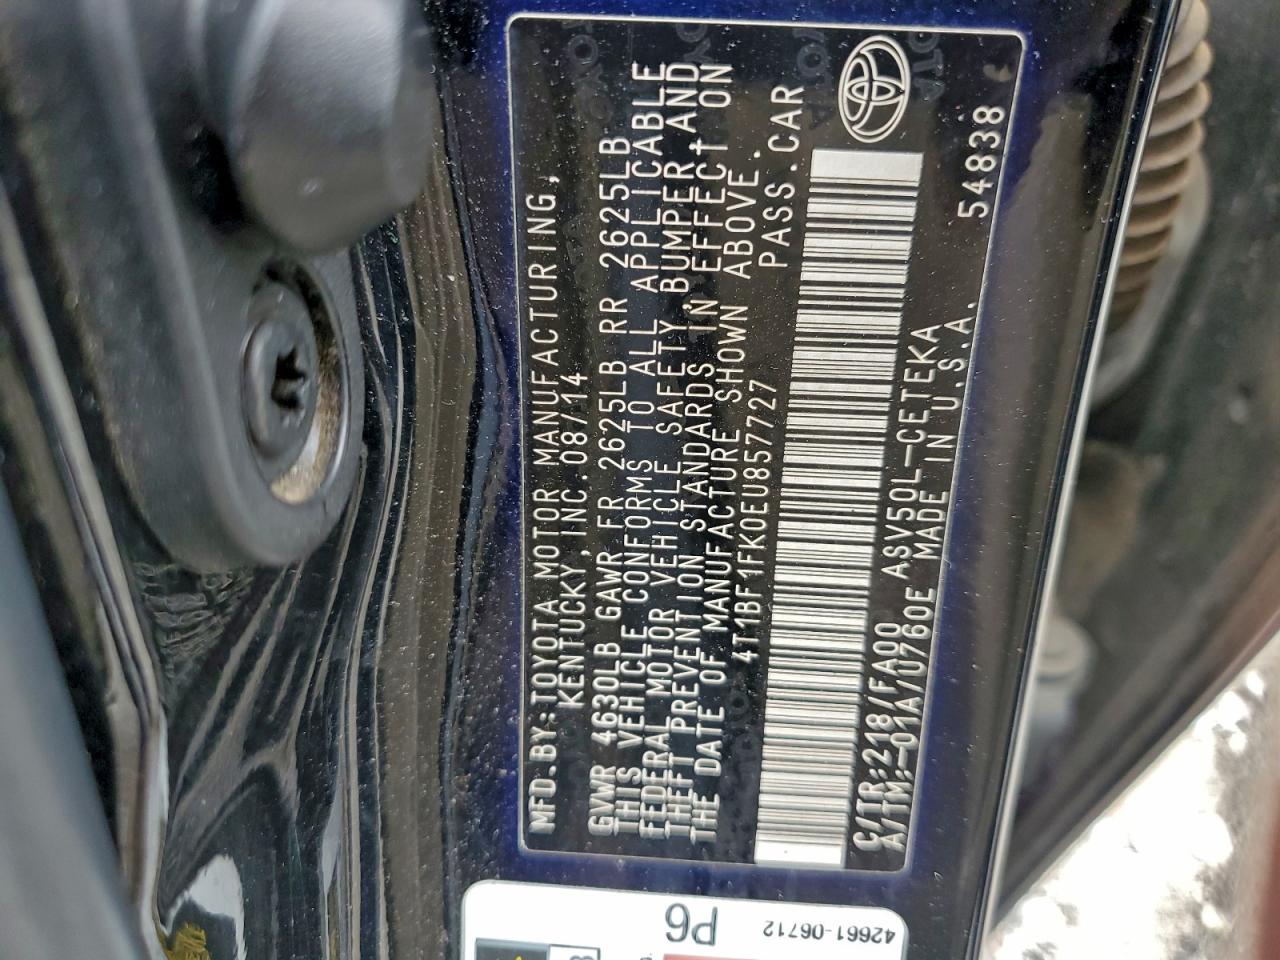 MFD.BY:TOYOTA MOTOR MANUFACTURING,
KENTUCKY, INC. 08/14
GVWR 4630LB GAWR FR 2625LB RR 2625LB
THIS VEHICLE CONFORMS TO ALL APPLICABLE
FEDERAL MOTOR VEHICLE SAFETY, BUMPER, AND
THEFT PREVENTION STANDARDS IN EFFECT ON
THE DATE OF MANUFACTURE SHOWN ABOVE.
4T1BF1FK0EU857727 PASS.CAR
C/TR:218/FA00 ASV50L-CETEKA
A/TM:-01A/U760E MADE IN U.S.A.
54838
P6
42661-06712